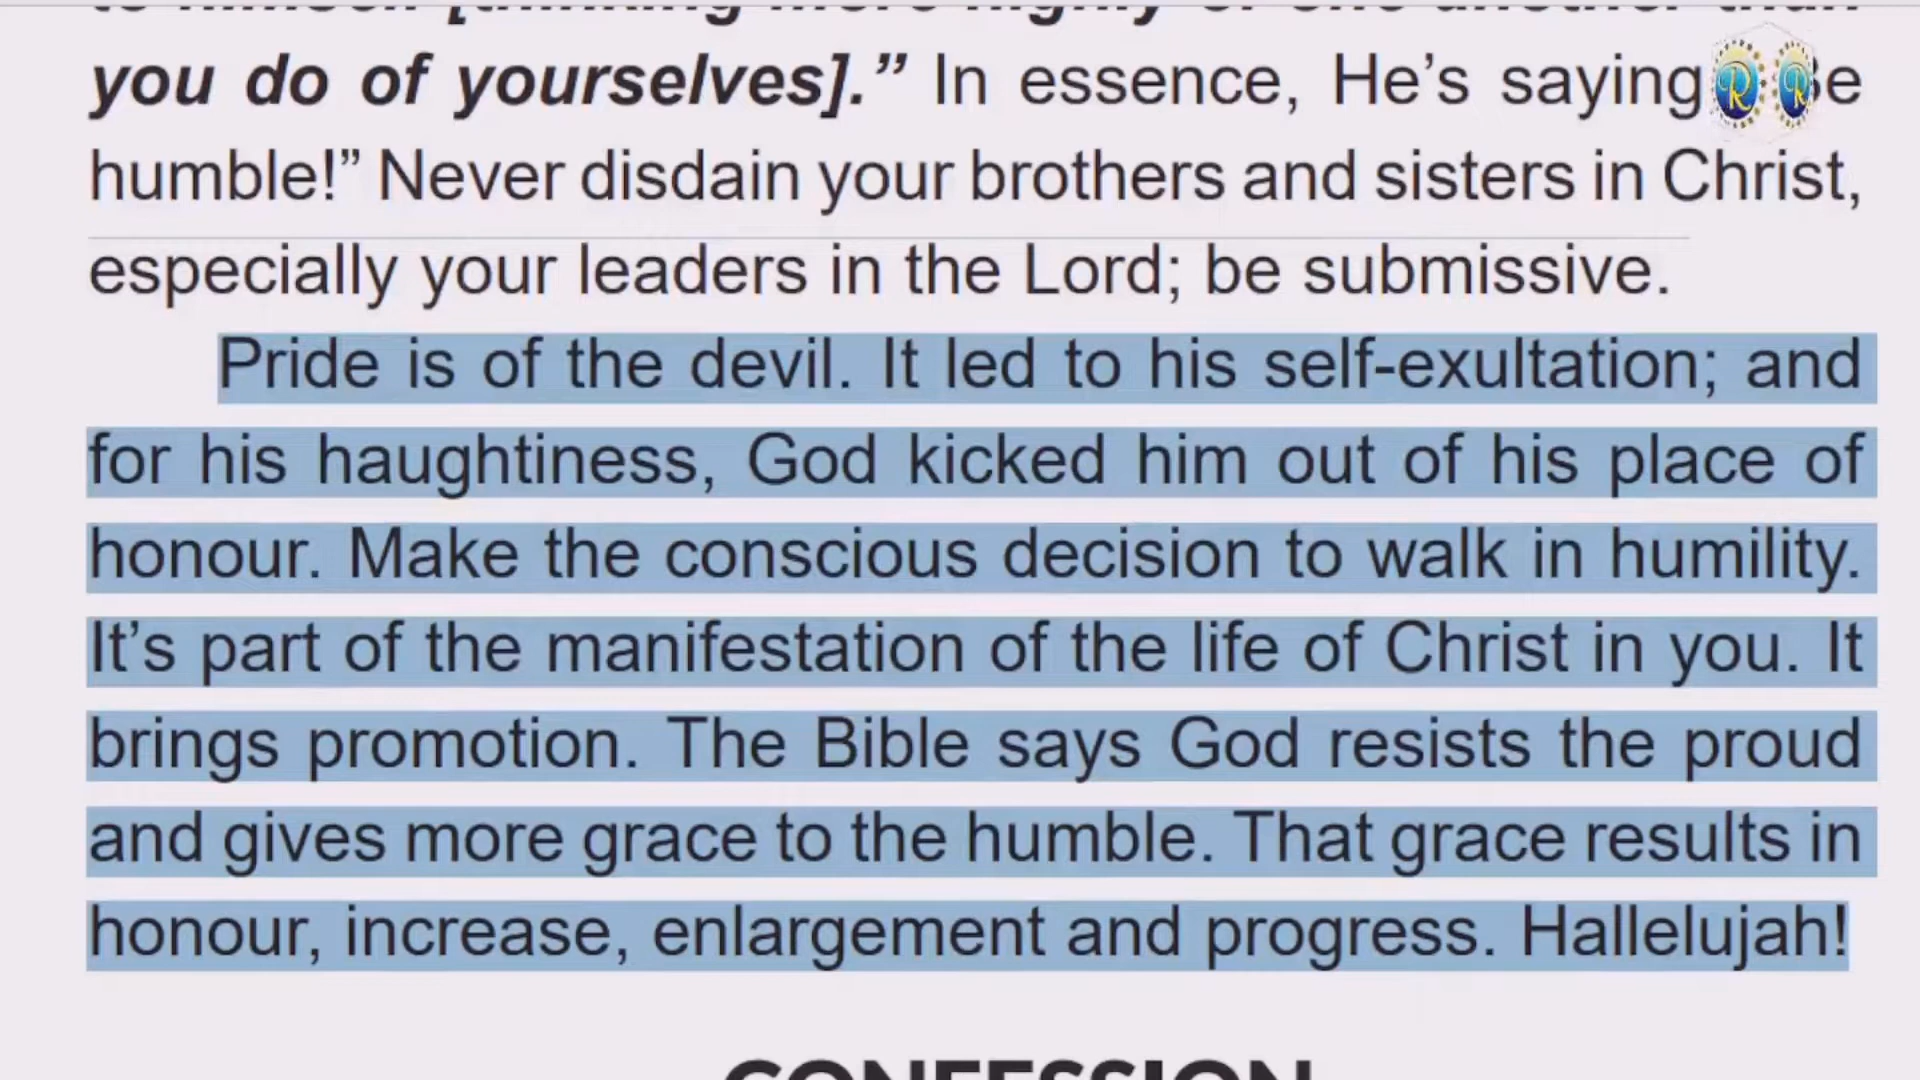 you do of yourselves].” In essence, He’s saying
humble!” Never disdain your brothers and sisters in Christ,
especially your leaders in the Lord; be submissive.
Pride is of the devil. It led to his self-exultation; and
for his haughtiness, God kicked him out of his place of
honour. Make the conscious decision to walk in humility.
It’s part of the manifestation of the life of Christ in you. It
brings promotion. The Bible says God resists the proud
and gives more grace to the humble. That grace results in
honour, increase, enlargement and progress. Hallelujah!
CONFESSION
R R